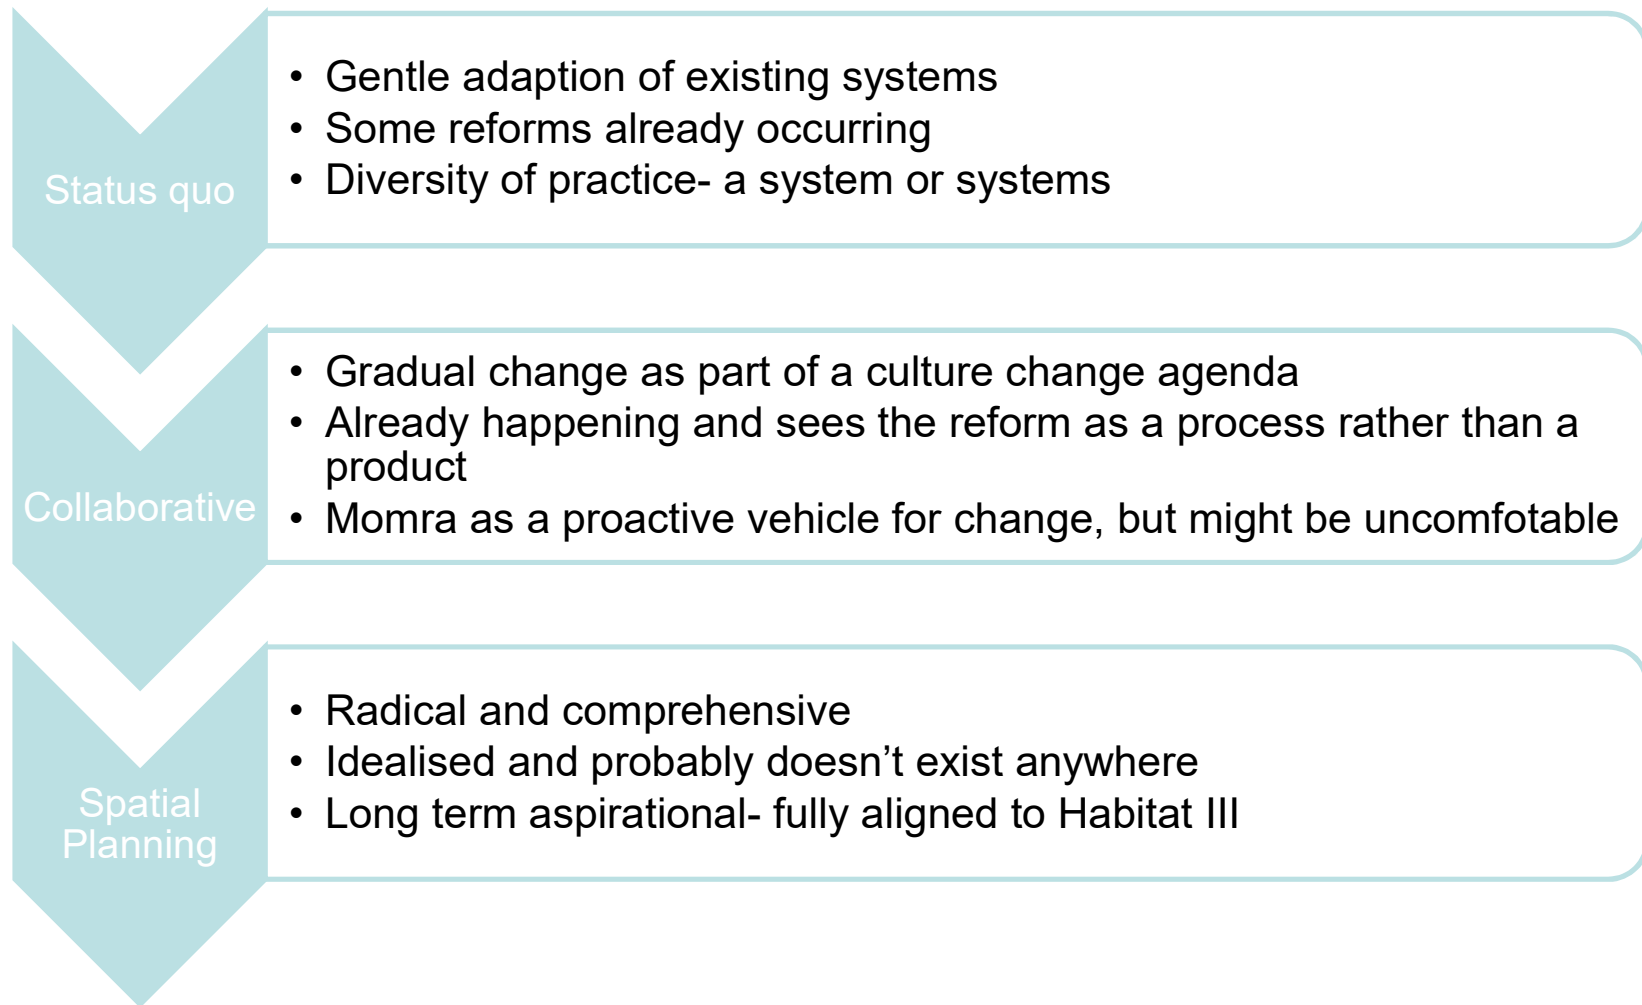 Status quo
• Gentle adaption of existing systems
• Some reforms already occurring
• Diversity of practice- a system or systems
Collaborative
• Gradual change as part of a culture change agenda
• Already happening and sees the reform as a process rather than a
product
• Momra as a proactive vehicle for change, but might be uncomfotable
Spatial
Planning
• Radical and comprehensive
• Idealised and probably doesn’t exist anywhere
• Long term aspirational- fully aligned to Habitat III